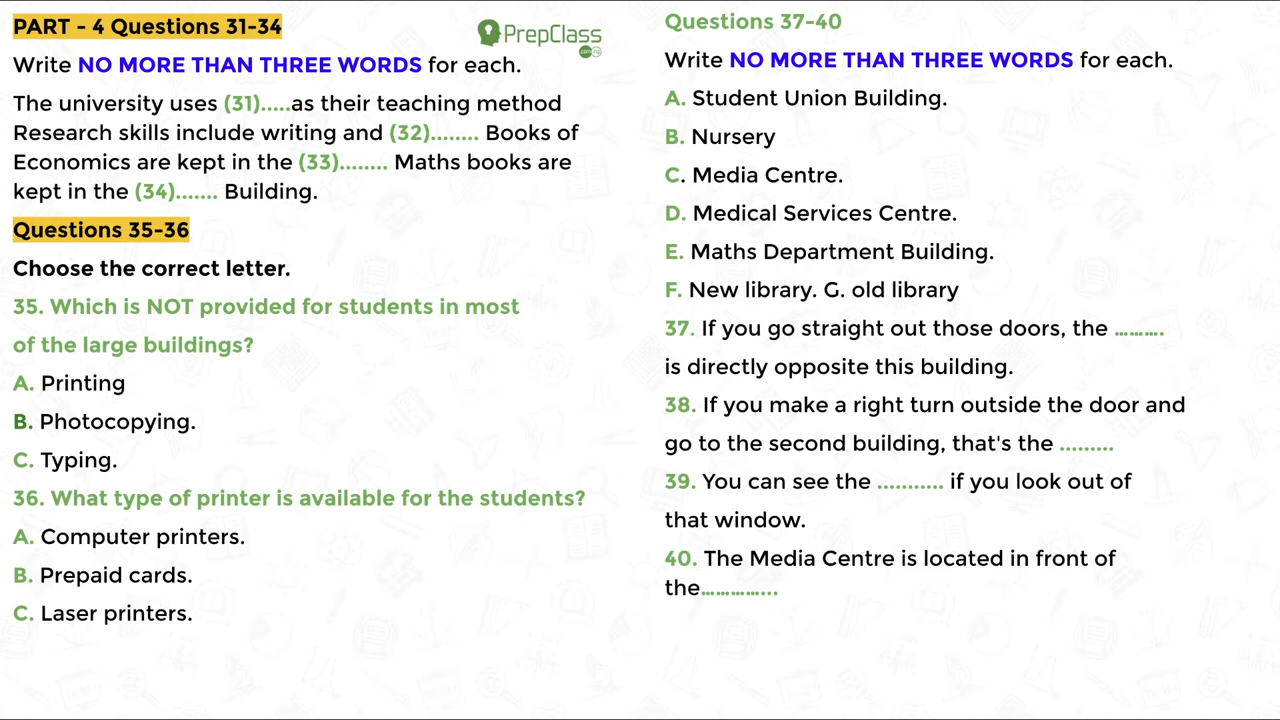 PART - 4 Questions 31-34
PrepClass
.com.ng
Write NO MORE THAN THREE WORDS for each.
The university uses (31).....as their teaching method
Research skills include writing and (32)........ Books of
Economics are kept in the (33)........ Maths books are
kept in the (34)....... Building.
Questions 35-36
Choose the correct letter.
35. Which is NOT provided for students in most
of the large buildings?
A. Printing
B. Photocopying.
C. Typing.
36. What type of printer is available for the students?
A. Computer printers.
B. Prepaid cards.
C. Laser printers.
Questions 37-40
Write NO MORE THAN THREE WORDS for each.
A. Student Union Building.
B. Nursery
C. Media Centre.
D. Medical Services Centre.
E. Maths Department Building.
F. New library. G. old library
37. If you go straight out those doors, the ..........
is directly opposite this building.
38. If you make a right turn outside the door and
go to the second building, that's the .........
39. You can see the ........... if you look out of
that window.
40. The Media Centre is located in front of
the...............